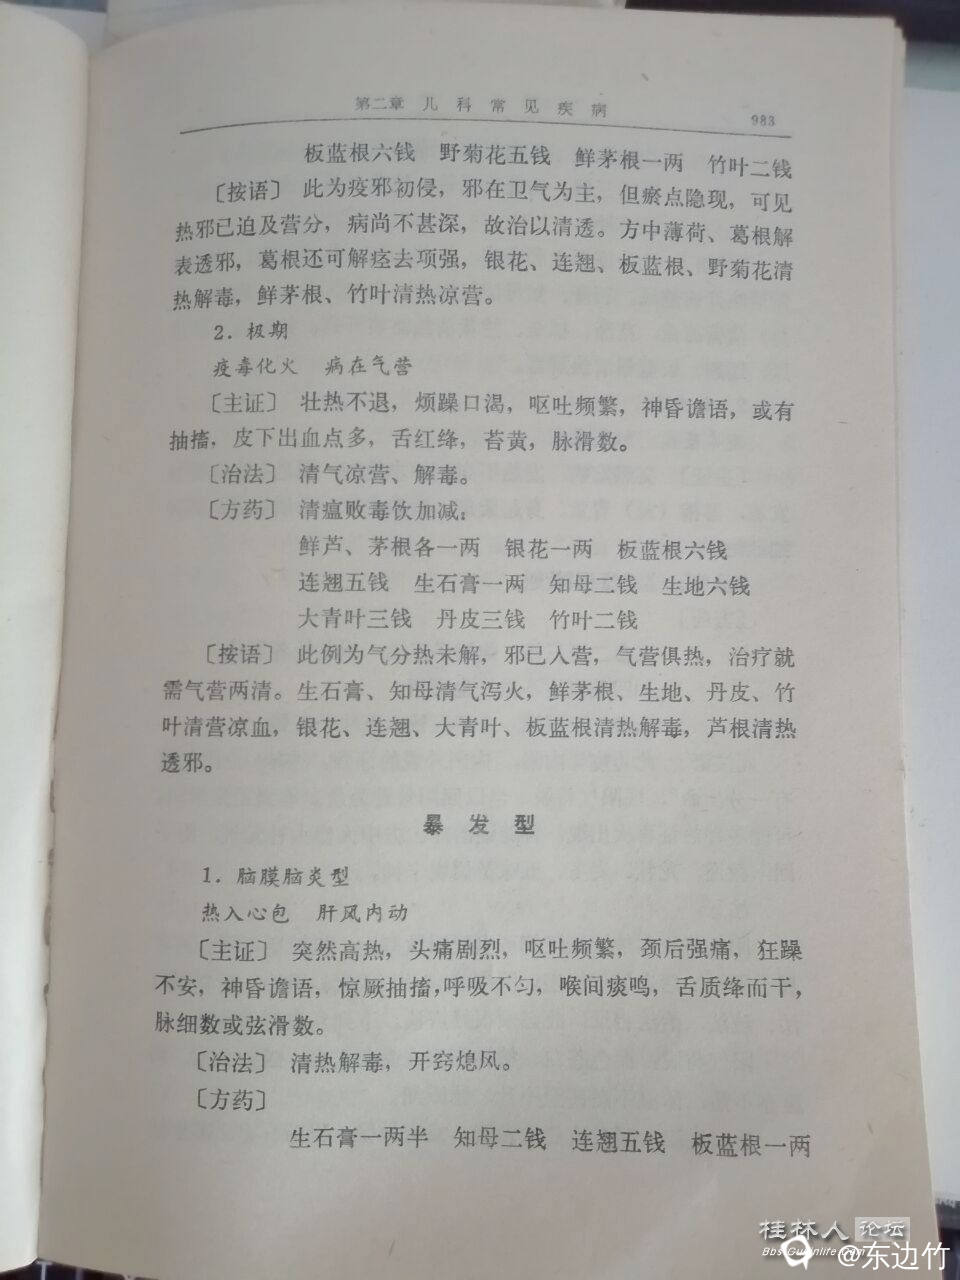 第二章 儿科常见疾病 983
板蓝根六钱 野菊花五钱 鲜茅根一两 竹叶二钱
〔按语〕 此为疫邪初侵，邪在卫气为主，但瘀点隐现，可见
热邪已迫及营分，病尚不甚深，故治以清透。方中薄荷、葛根解
表透邪，葛根还可解痉去项强，银花、连翘、板蓝根、野菊花清
热解毒，鲜茅根、竹叶清热凉营。
2．极期
疫毒化火 病在气营
〔主证〕 壮热不退，烦躁口渴，呕吐频繁，神昏谵语，或有
抽搐，皮下出血点多，舌红绛，苔黄，脉滑数。
〔治法〕 清气凉营、解毒。
〔方药〕 清瘟败毒饮加减：
鲜芦、茅根各一两 银花一两 板蓝根六钱
连翘五钱 生石膏一两 知母二钱 生地六钱
大青叶三钱 丹皮三钱 竹叶二钱
〔按语〕 此例为气分热未解，邪已入营，气营俱热，治疗就
需气营两清。生石膏、知母清气泻火，鲜茅根、生地、丹皮、竹
叶清营凉血，银花、连翘、大青叶、板蓝根清热解毒，芦根清热
透邪。
暴发型
1．脑膜脑炎型
热入心包 肝风内动
〔主证〕 突然高热，头痛剧烈，呕吐频繁，颈后强痛，狂躁
不安，神昏谵语，惊厥抽搐，呼吸不匀，喉间痰鸣，舌质绛而干，
脉细数或弦滑数。
〔治法〕 清热解毒，开窍熄风。
〔方药〕
生石膏一两半 知母二钱 连翘五钱 板蓝根一两
桂林人论坛
@东边竹